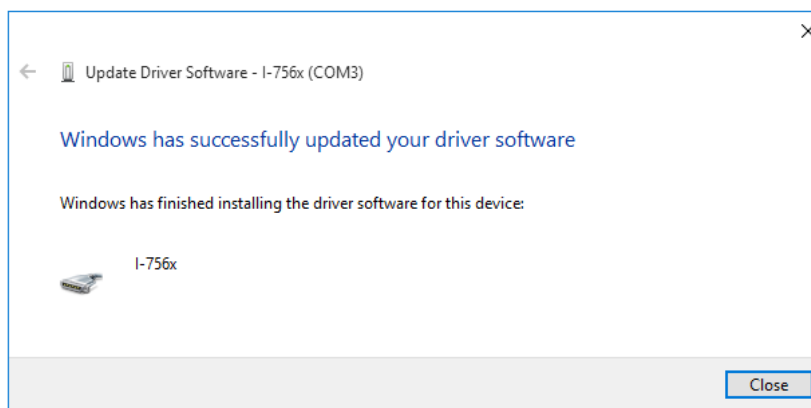 Update Driver Software - I-756x (COM3)
Windows has successfully updated your driver software
Windows has finished installing the driver software for this device:
I-756x
Close